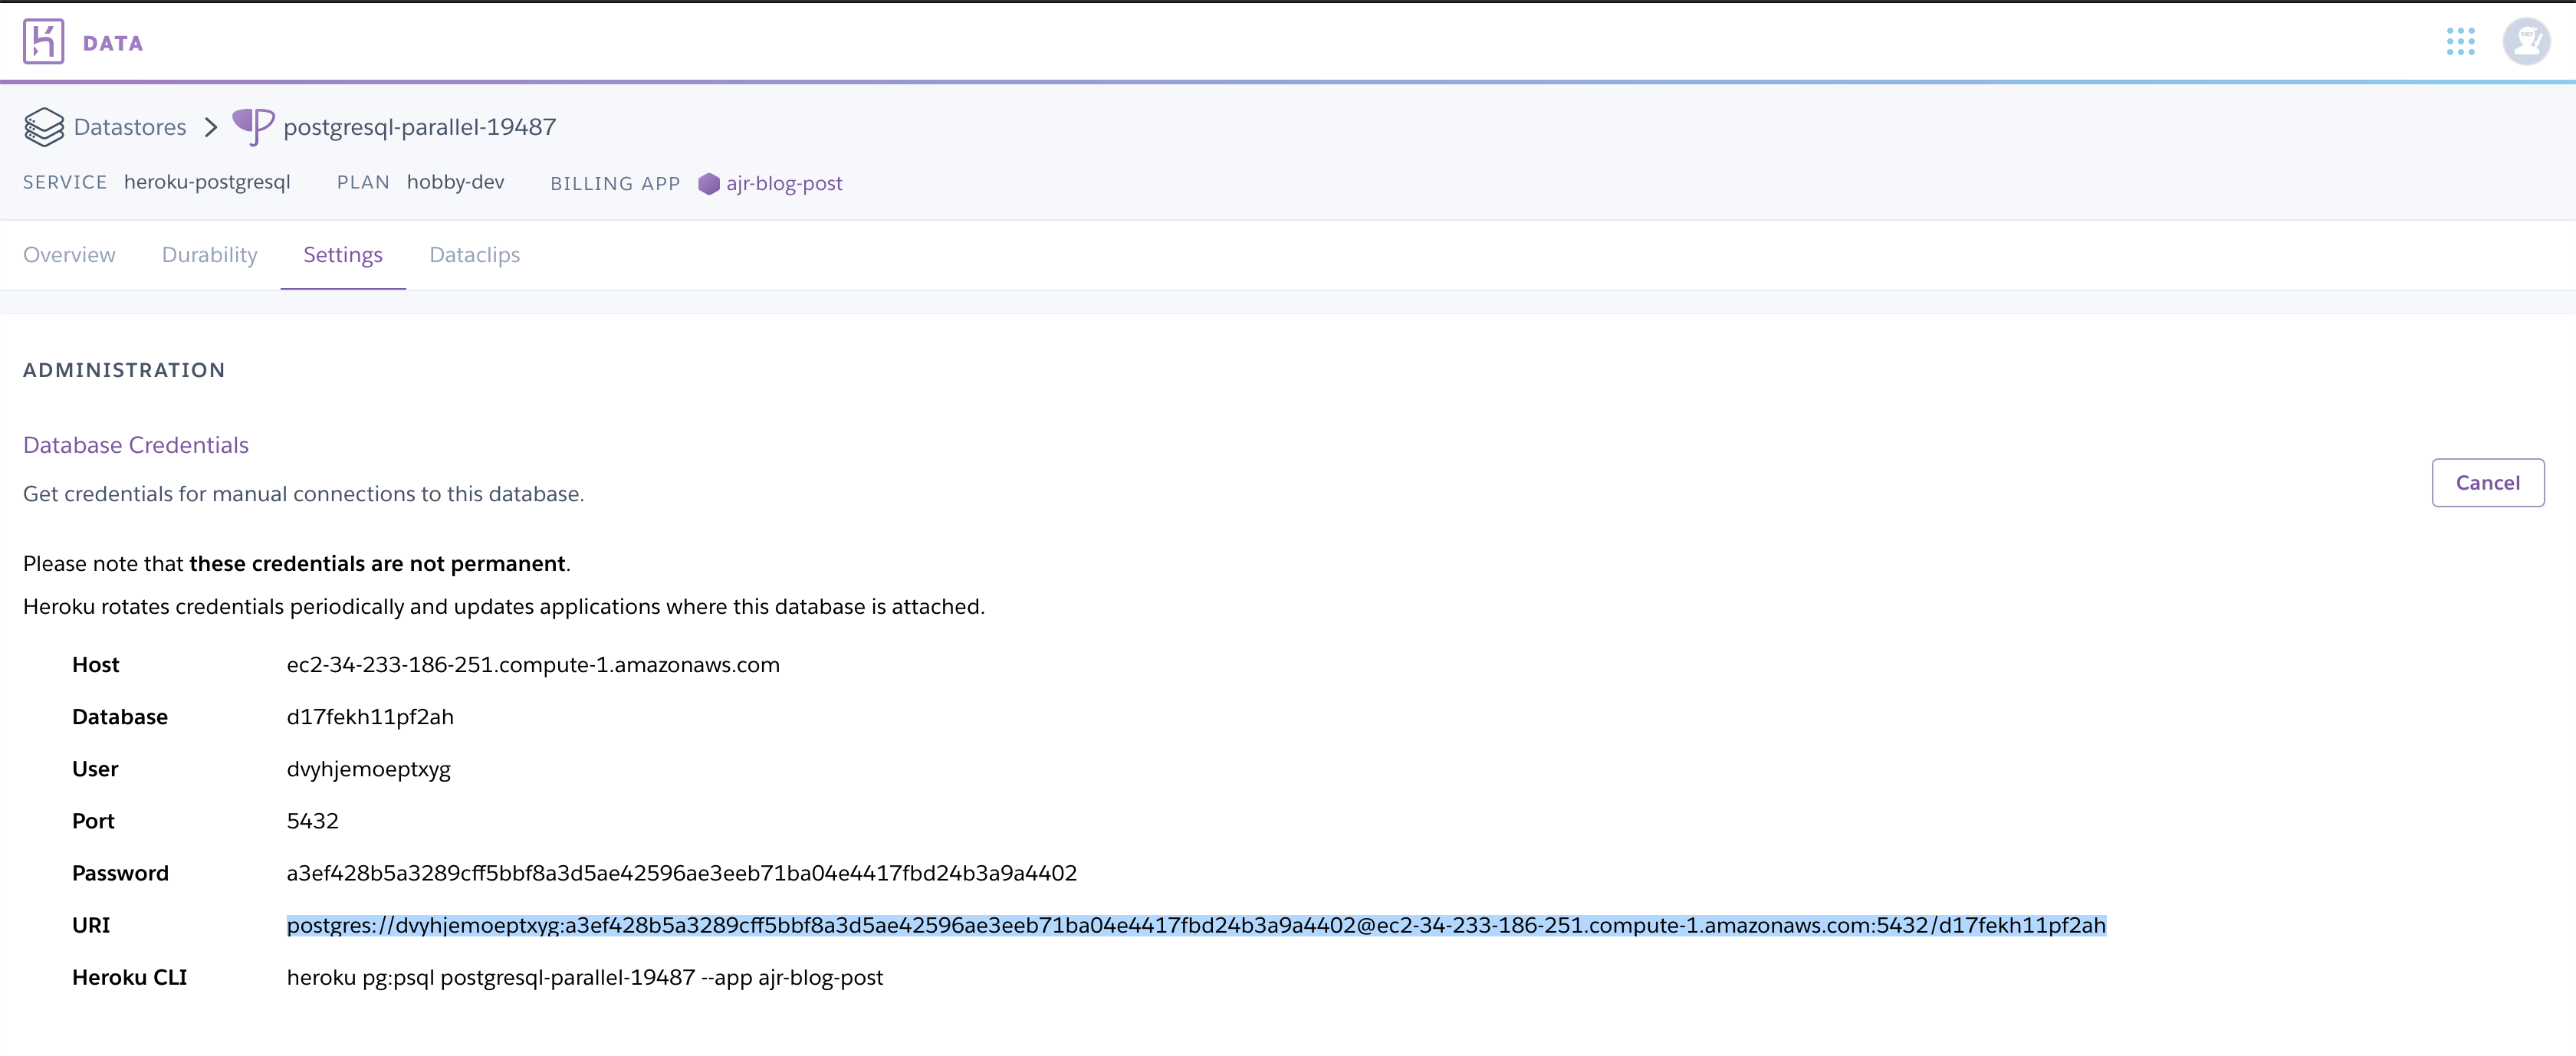 DATA
Datastores > postgresql-parallel-19487
SERVICE heroku-postgresql PLAN hobby-dev BILLING APP ajr-blog-post
Overview Durability Settings Dataclips
ADMINISTRATION
Database Credentials
Get credentials for manual connections to this database.
Cancel
Please note that these credentials are not permanent.
Heroku rotates credentials periodically and updates applications where this database is attached.
Host ec2-34-233-186-251.compute-1.amazonaws.com
Database d17fekh11pf2ah
User dvyhjemoeptxyg
Port 5432
Password a3ef428b5a3289cff5bbf8a3d5ae42596ae3eeb71ba04e4417fbd24b3a9a4402
URI postgres://dvyhjemoeptxyg:a3ef428b5a3289cff5bbf8a3d5ae42596ae3eeb71ba04e4417fbd24b3a9a4402@ec2-34-233-186-251.compute-1.amazonaws.com:5432/d17fekh11pf2ah
Heroku CLI heroku pg:psql postgresql-parallel-19487 --app ajr-blog-post